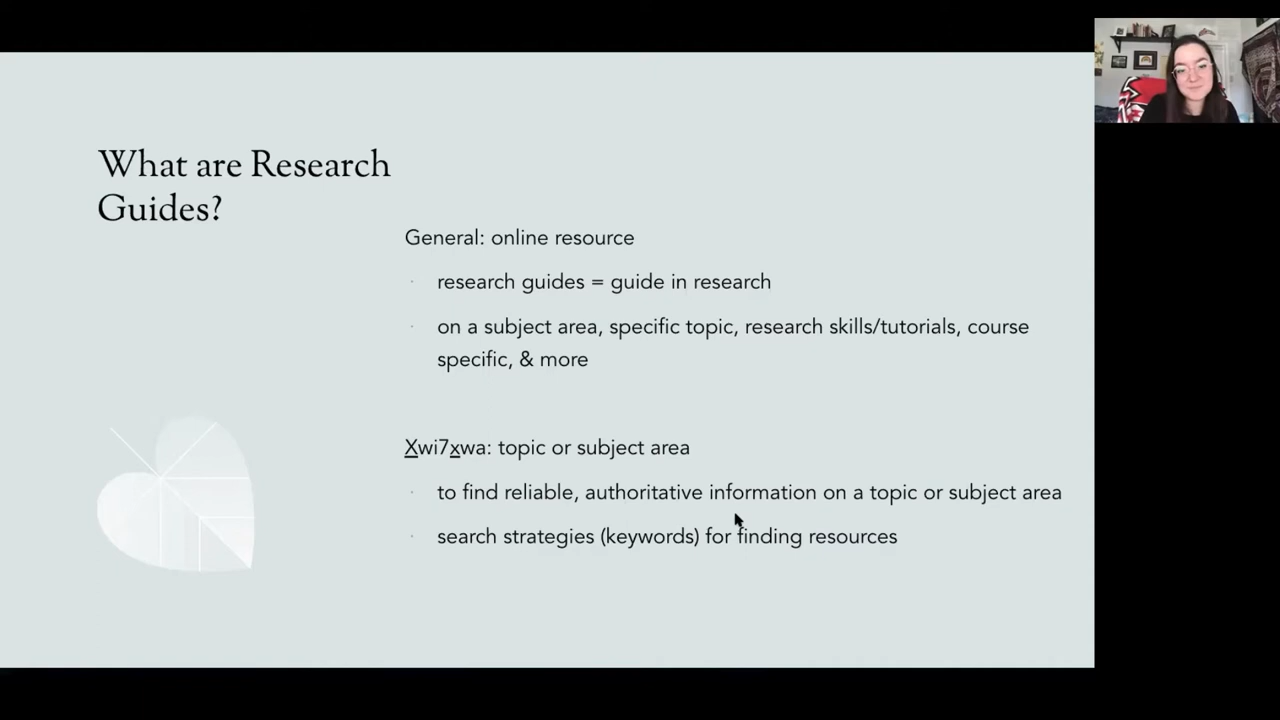 What are Research
Guides?
General: online resource
research guides = guide in research
on a subject area, specific topic, research skills/tutorials, course
specific, & more
X̲wi7x̲wa: topic or subject area
to find reliable, authoritative information on a topic or subject area
search strategies (keywords) for finding resources